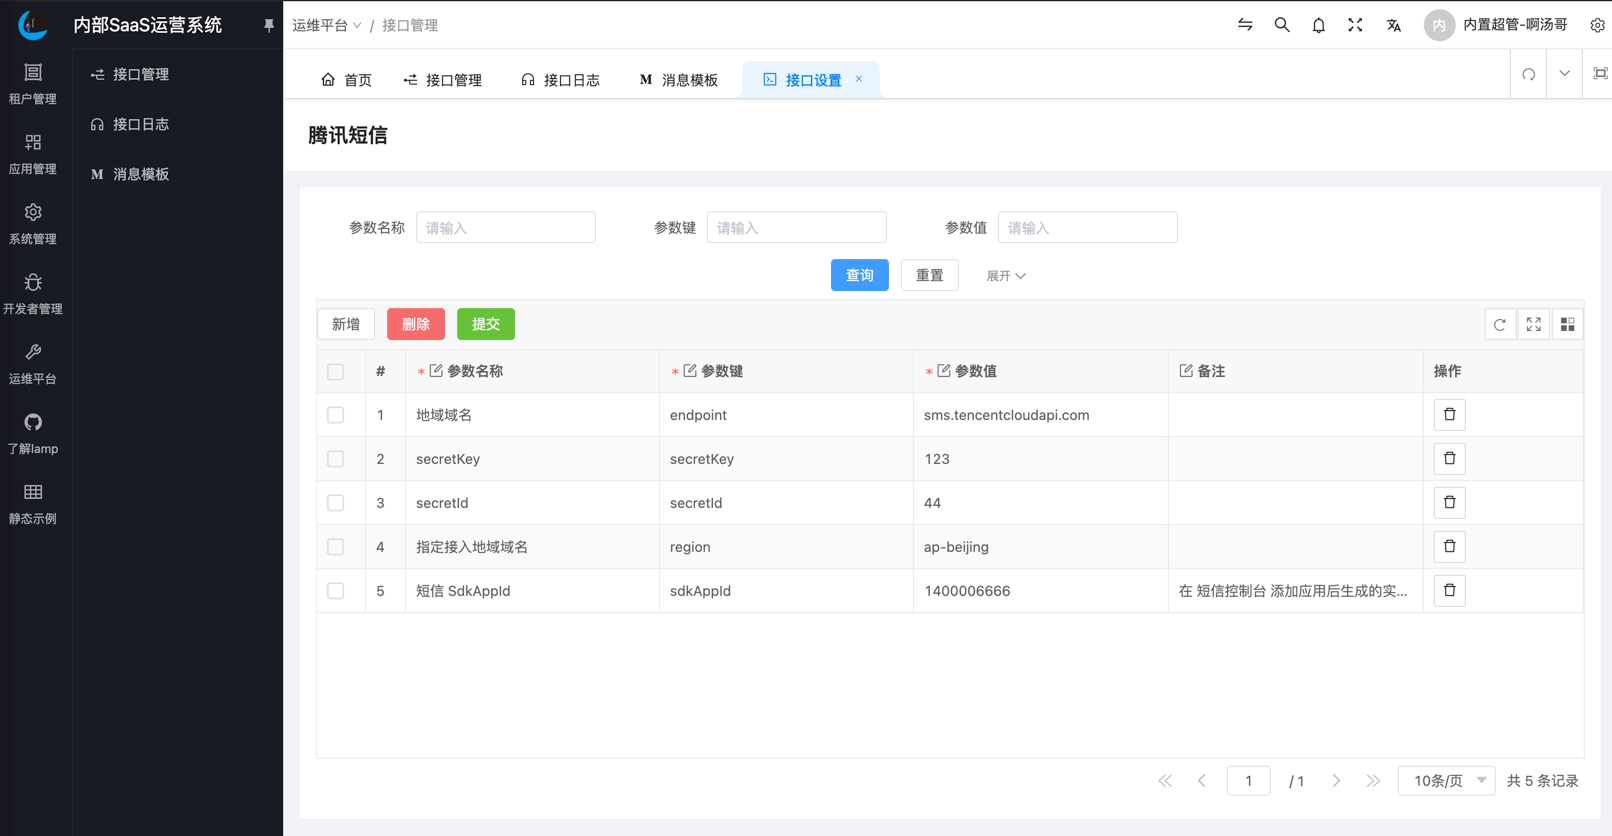 内部SaaS运营系统
运维平台 / 接口管理
内
内置超管-啊汤哥
租户管理
应用管理
系统管理
开发者管理
运维平台
了解lamp
静态示例
接口管理
接口日志
M 消息模板
首页
接口管理
接口日志
M 消息模板
接口设置 ×
腾讯短信
参数名称 请输入 参数键 请输入 参数值 请输入
查询 重置 展开
新增 删除 提交
# * 参数名称 * 参数键 * 参数值 备注 操作
1 地域域名 endpoint sms.tencentcloudapi.com
2 secretKey secretKey 123
3 secretId secretId 44
4 指定接入地域域名 region ap-beijing
5 短信 SdkAppId sdkAppId 1400006666 在 短信控制台 添加应用后生成的实...
1 / 1 10条/页 共 5 条记录